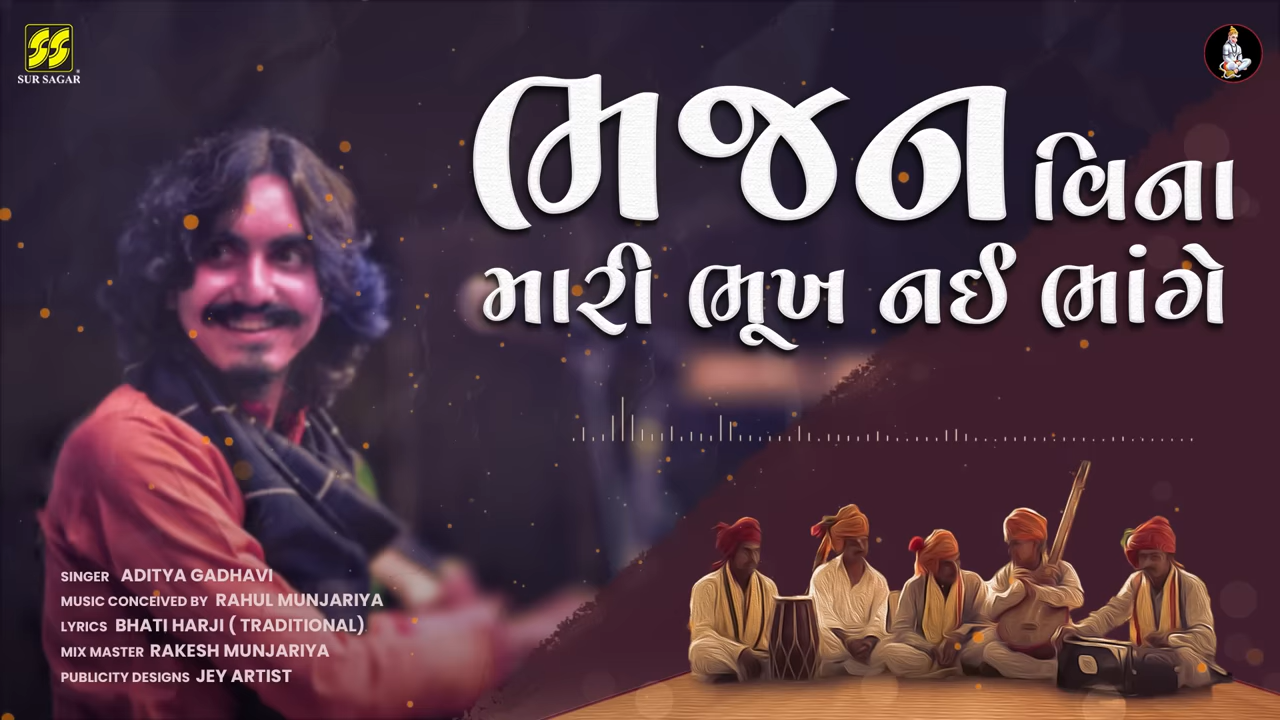 SUR SAGAR
ભજન વિના
મારી ભૂખ નઈ ભાંગે
SINGER ADITYA GADHAVI
MUSIC CONCEIVED BY RAHUL MUNJARIYA
LYRICS BHATI HARJI ( TRADITIONAL)
MIX MASTER RAKESH MUNJARIYA
PUBLICITY DESIGNS JEY ARTIST